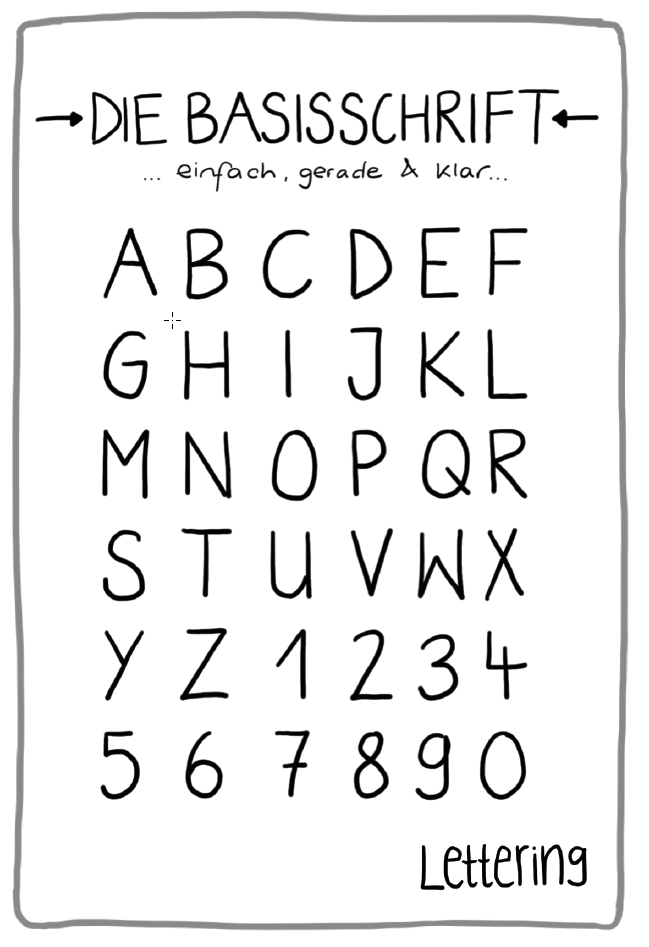 →DIE BASISSCHRIFT←
... einfach, gerade & klar...
A B C D E F
G H I J K L
M N O P Q R
S T U V W X
Y Z 1 2 3 4
5 6 7 8 9 0
Lettering